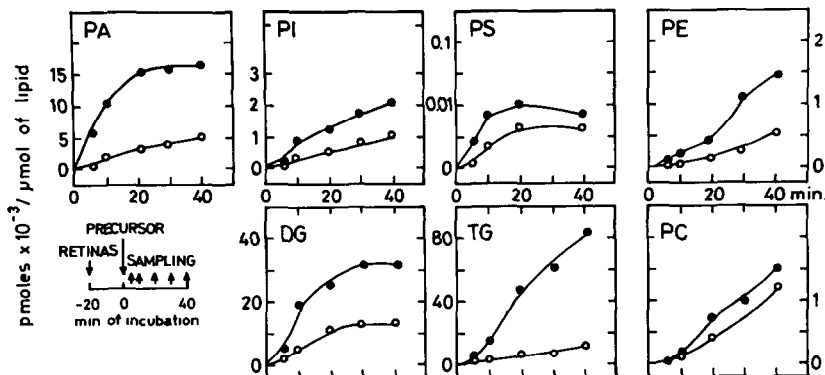 pmoles x 10⁻³/ μmol of lipid
PA
15
10
5
0
0 20 40
PI
3
2
1
0
0 20 40
PS
0.1
0.01
0
0 20 40
PE
2
1
0
0 20 40 min.
PRECURSOR
RETINAS
SAMPLING
-20 0 40
min of incubation
DG
40
20
0
TG
80
40
0
PC
1
0